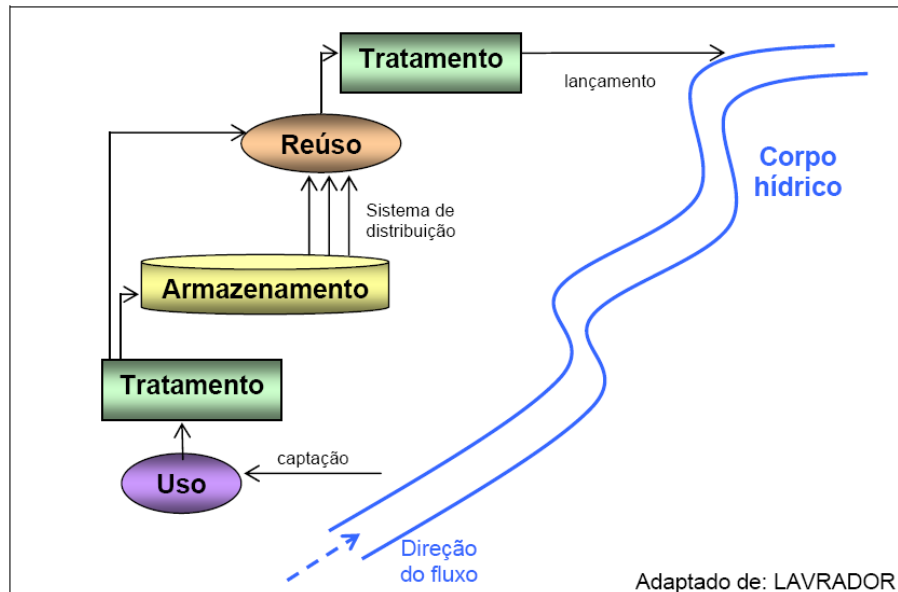 Tratamento
lançamento
Reúso
Corpo
hídrico
Sistema de
distribuição
Armazenamento
Tratamento
captação
Uso
Direção
do fluxo
Adaptado de: LAVRADOR